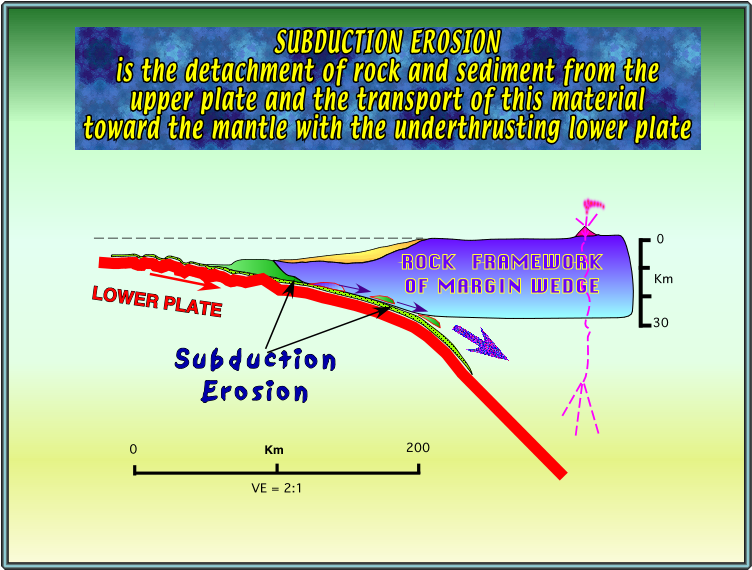 SUBDUCTION EROSION
is the detachment of rock and sediment from the
upper plate and the transport of this material
toward the mantle with the underthrusting lower plate
0
ROCK FRAMEWORK
OF MARGIN WEDGE
Km
30
LOWER PLATE
Subduction
Erosion
0 Km 200
VE = 2:1